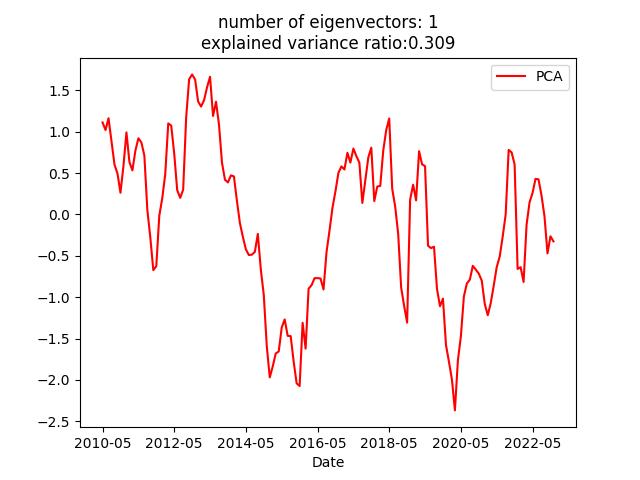 number of eigenvectors: 1
explained variance ratio:0.309
PCA
1.5
1.0
0.5
0.0
−0.5
−1.0
−1.5
−2.0
−2.5
2010-05 2012-05 2014-05 2016-05 2018-05 2020-05 2022-05
Date